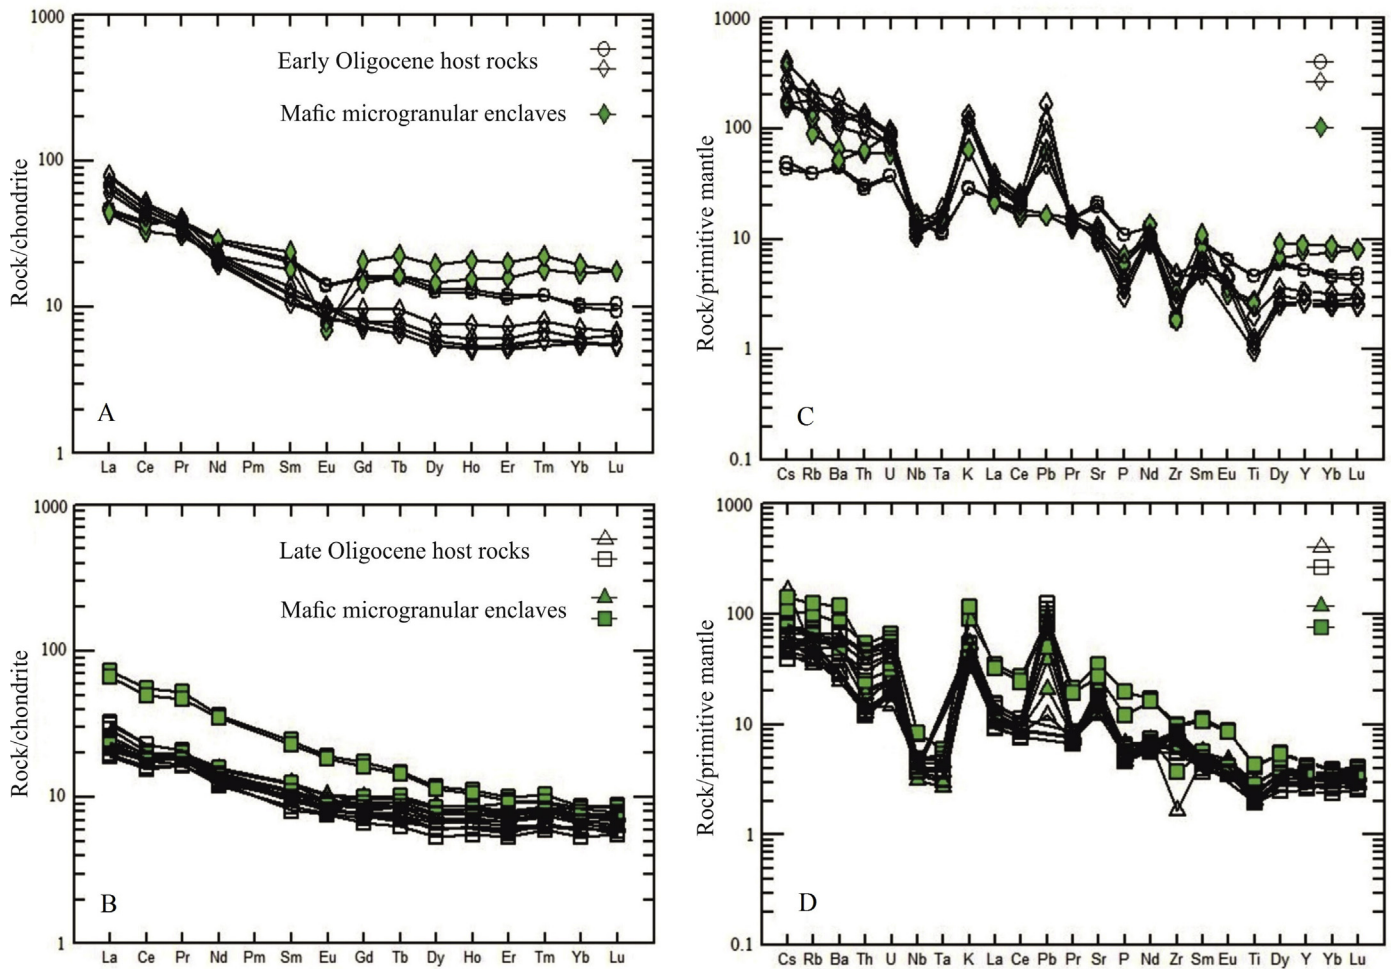 1000
100
10
1
Rock/chondrite
Early Oligocene host rocks
Mafic microgranular enclaves
A
La Ce Pr Nd Pm Sm Eu Gd Tb Dy Ho Er Tm Yb Lu
1000
100
10
1
0.1
Rock/primitive mantle
C
Cs Rb Ba Th U Nb Ta K La Ce Pb Pr Sr P Nd Zr Sm Eu Ti Dy Y Yb Lu
1000
100
10
1
Rock/chondrite
Late Oligocene host rocks
Mafic microgranular enclaves
B
La Ce Pr Nd Pm Sm Eu Gd Tb Dy Ho Er Tm Yb Lu
1000
100
10
1
0.1
Rock/primitive mantle
D
Cs Rb Ba Th U Nb Ta K La Ce Pb Pr Sr P Nd Zr Sm Eu Ti Dy Y Yb Lu